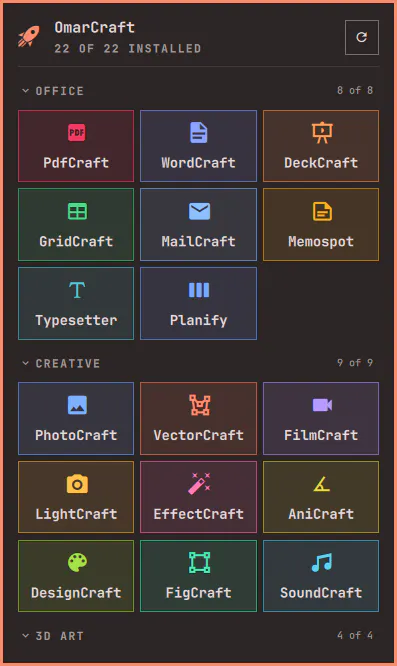 OmarCraft
22 OF 22 INSTALLED
OFFICE 8 of 8
PDF
PdfCraft WordCraft DeckCraft
GridCraft MailCraft Memospot
T
Typesetter Planify
CREATIVE 9 of 9
PhotoCraft VectorCraft FilmCraft
LightCraft EffectCraft AniCraft
DesignCraft FigCraft SoundCraft
3D ART 4 of 4